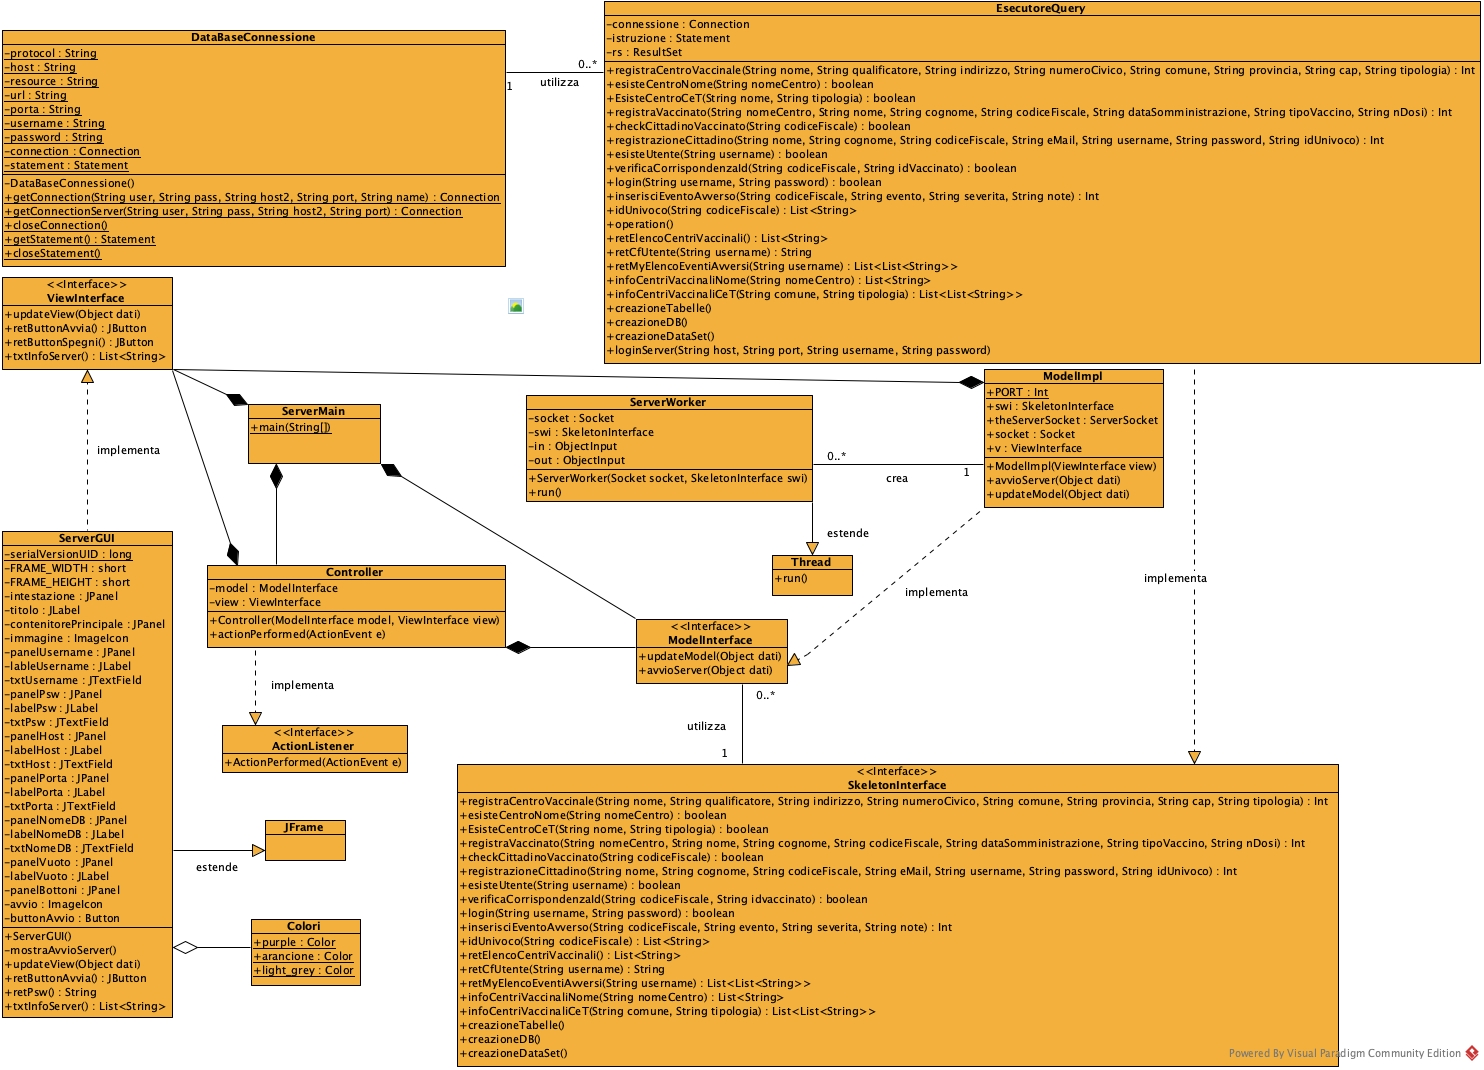 DataBaseConnessione
-protocol : String
-host : String
-resource : String
-url : String
-porta : String
-username : String
-password : String
-connection : Connection
-statement : Statement
-DataBaseConnessione()
+getConnection(String user, String pass, String host2, String port, String name) : Connection
+getConnectionServer(String user, String pass, String host2, String port) : Connection
+closeConnection()
+getStatement() : Statement
+closeStatement()
0..*
1
utilizza
EsecutoreQuery
-connessione : Connection
-istruzione : Statement
-rs : ResultSet
+registraCentroVaccinale(String nome, String qualificatore, String indirizzo, String numeroCivico, String comune, String provincia, String cap, String tipologia) : Int
+esisteCentroNome(String nomeCentro) : boolean
+EsisteCentroCeT(String nome, String tipologia) : boolean
+registraVaccinato(String nomeCentro, String nome, String cognome, String codiceFiscale, String dataSomministrazione, String tipoVaccino, String nDosi) : Int
+checkCittadinoVaccinato(String codiceFiscale) : boolean
+registrazioneCittadino(String nome, String cognome, String codiceFiscale, String eMail, String username, String password, String idUnivoco) : Int
+esisteUtente(String username) : boolean
+verificaCorrispondenzaId(String codiceFiscale, String idVaccinato) : boolean
+login(String username, String password) : boolean
+inserisciEventoAvverso(String codiceFiscale, String evento, String severita, String note) : Int
+idUnivoco(String codiceFiscale) : List<String>
+operation()
+retElencoCentriVaccinali() : List<String>
+retCfUtente(String username) : String
+retMyElencoEventiAvversi(String username) : List<List<String>>
+infoCentriVaccinaliNome(String nomeCentro) : List<String>
+infoCentriVaccinaliCeT(String comune, String tipologia) : List<List<String>>
+creazioneTabelle()
+creazioneDB()
+creazioneDataSet()
+loginServer(String host, String port, String username, String password)
<<Interface>>
ViewInterface
+updateView(Object dati)
+retButtonAvvia() : JButton
+retButtonSpegni() : JButton
+txtInfoServer() : List<String>
implementa
ServerMain
+main(String[])
ServerWorker
-socket : Socket
-swi : SkeletonInterface
-in : ObjectInput
-out : ObjectInput
+ServerWorker(Socket socket, SkeletonInterface swi)
+run()
0..*
1
crea
ModelImpl
+PORT : Int
+swi : SkeletonInterface
+theServerSocket : ServerSocket
+socket : Socket
+v : ViewInterface
+ModelImpl(ViewInterface view)
+avvioServer(Object dati)
+updateModel(Object dati)
estende
Thread
+run()
implementa
implementa
ServerGUI
-serialVersionUID : long
-FRAME_WIDTH : short
-FRAME_HEIGHT : short
-intestazione : JPanel
-titolo : JLabel
-contenitorePrincipale : JPanel
-immagine : ImageIcon
-panelUsername : JPanel
-lableUsername : JLabel
-txtUsername : JTextField
-panelPsw : JPanel
-labelPsw : JLabel
-txtPsw : JTextField
-panelHost : JPanel
-labelHost : JLabel
-txtHost : JTextField
-panelPorta : JPanel
-labelPorta : JLabel
-txtPorta : JTextField
-panelNomeDB : JPanel
-labelNomeDB : JLabel
-txtNomeDB : JTextField
-panelVuoto : JPanel
-labelVuoto : JLabel
-panelBottoni : JPanel
-avvio : ImageIcon
-buttonAvvio : Button
+ServerGUI()
-mostraAvvioServer()
+updateView(Object dati)
+retButtonAvvia() : JButton
+retPsw() : String
+txtInfoServer() : List<String>
Controller
-model : ModelInterface
-view : ViewInterface
+Controller(ModelInterface model, ViewInterface view)
+actionPerformed(ActionEvent e)
implementa
<<Interface>>
ActionListener
+ActionPerformed(ActionEvent e)
<<Interface>>
ModelInterface
+updateModel(Object dati)
+avvioServer(Object dati)
0..*
utilizza
1
JFrame
estende
Colori
+purple : Color
+arancione : Color
+light_grey : Color
<<Interface>>
SkeletonInterface
+registraCentroVaccinale(String nome, String qualificatore, String indirizzo, String numeroCivico, String comune, String provincia, String cap, String tipologia) : Int
+esisteCentroNome(String nomeCentro) : boolean
+EsisteCentroCeT(String nome, String tipologia) : boolean
+registraVaccinato(String nomeCentro, String nome, String cognome, String codiceFiscale, String dataSomministrazione, String tipoVaccino, String nDosi) : Int
+checkCittadinoVaccinato(String codiceFiscale) : boolean
+registrazioneCittadino(String nome, String cognome, String codiceFiscale, String eMail, String username, String password, String idUnivoco) : Int
+esisteUtente(String username) : boolean
+verificaCorrispondenzaId(String codiceFiscale, String idvaccinato) : boolean
+login(String username, String password) : boolean
+inserisciEventoAvverso(String codiceFiscale, String evento, String severita, String note) : Int
+idUnivoco(String codiceFiscale) : List<String>
+retElencoCentriVaccinali() : List<String>
+retCfUtente(String username) : String
+retMyElencoEventiAvversi(String username) : List<List<String>>
+infoCentriVaccinaliNome(String nomeCentro) : List<String>
+infoCentriVaccinaliCeT(String comune, String tipologia) : List<List<String>>
+creazioneTabelle()
+creazioneDB()
+creazioneDataSet()
Powered By Visual Paradigm Community Edition